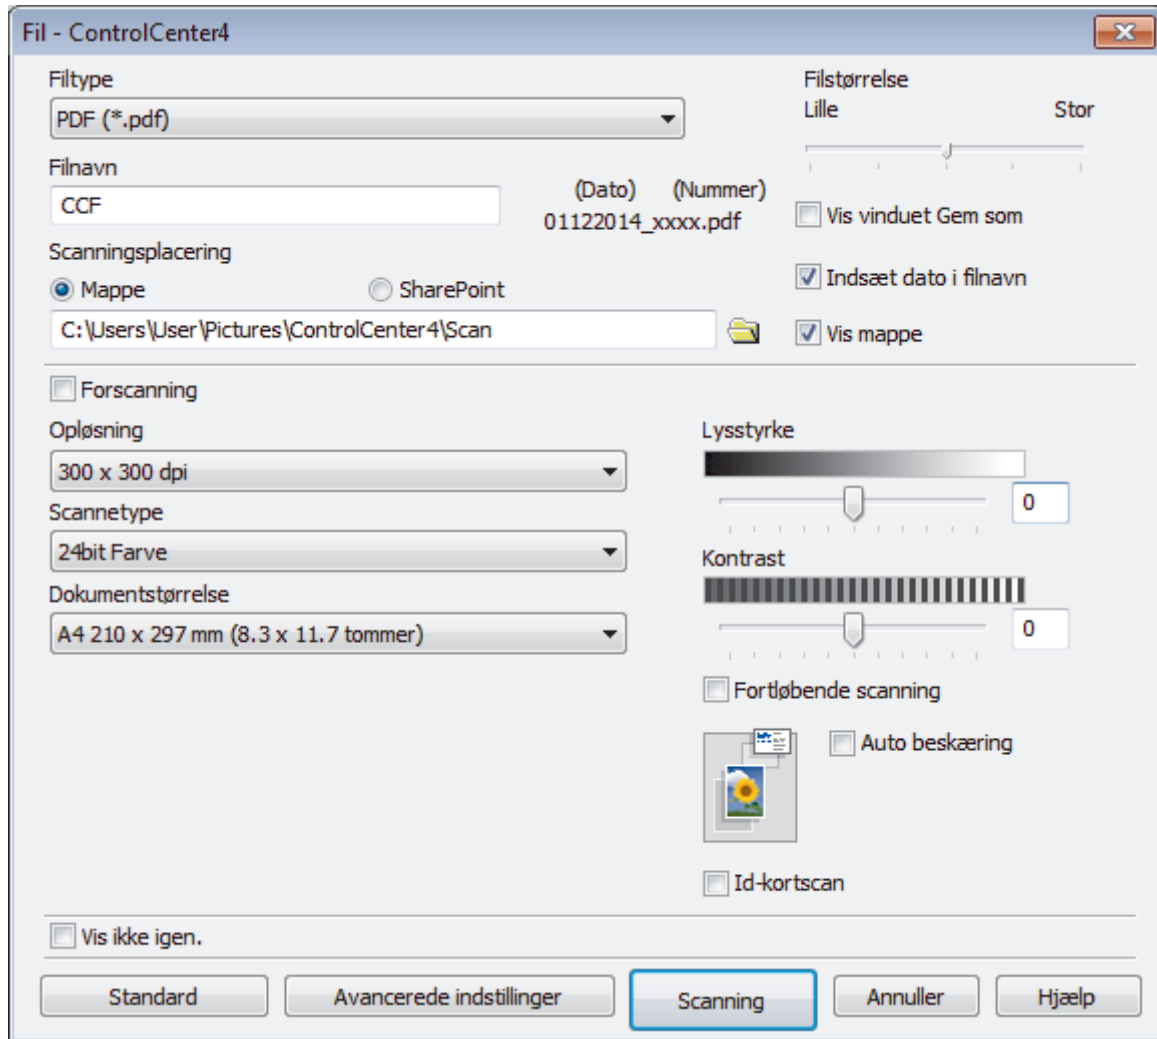 Fil - ControlCenter4
Filtype
PDF (*.pdf)
Filstørrelse
Lille Stor
Filnavn
CCF
(Dato) (Nummer)
01122014_xxxx.pdf
Vis vinduet Gem som
Scanningsplacering
Mappe SharePoint
Indsæt dato i filnavn
C:\Users\User\Pictures\ControlCenter4\Scan
Vis mappe
Forscanning
Opløsning
300 x 300 dpi
Scannetype
24bit Farve
Dokumentstørrelse
A4 210 x 297 mm (8.3 x 11.7 tommer)
Lysstyrke
0
Kontrast
0
Fortløbende scanning
Auto beskæring
Id-kortscan
Vis ikke igen.
Standard Avancerede indstillinger Scanning Annuller Hjælp